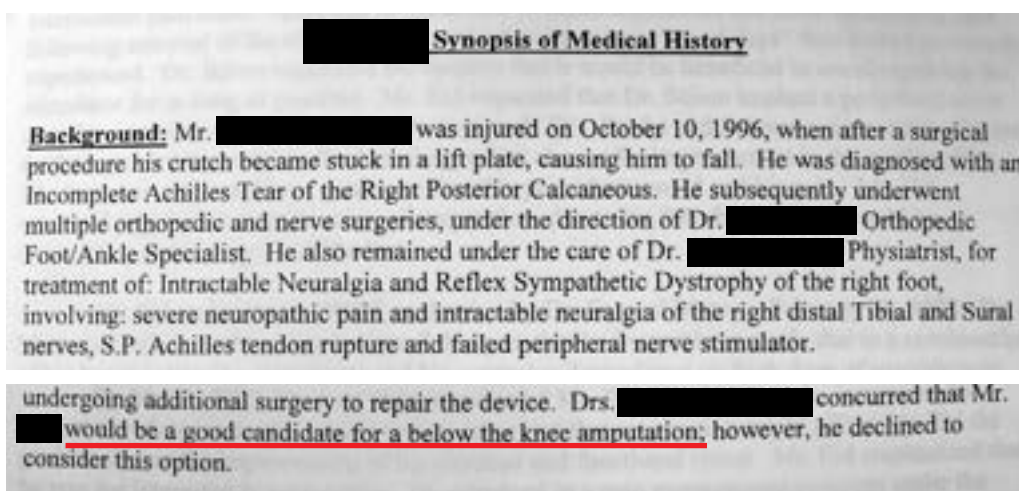 Synopsis of Medical History
Background: Mr. was injured on October 10, 1996, when after a surgical
procedure his crutch became stuck in a lift plate, causing him to fall. He was diagnosed with an
Incomplete Achilles Tear of the Right Posterior Calcaneous. He subsequently underwent
multiple orthopedic and nerve surgeries, under the direction of Dr. Orthopedic
Foot/Ankle Specialist. He also remained under the care of Dr. Physiatrist, for
treatment of: Intractable Neuralgia and Reflex Sympathetic Dystrophy of the right foot,
involving: severe neuropathic pain and intractable neuralgia of the right distal Tibial and Sural
nerves, S.P. Achilles tendon rupture and failed peripheral nerve stimulator.
undergoing additional surgery to repair the device. Drs. concurred that Mr.
would be a good candidate for a below the knee amputation; however, he declined to
consider this option.